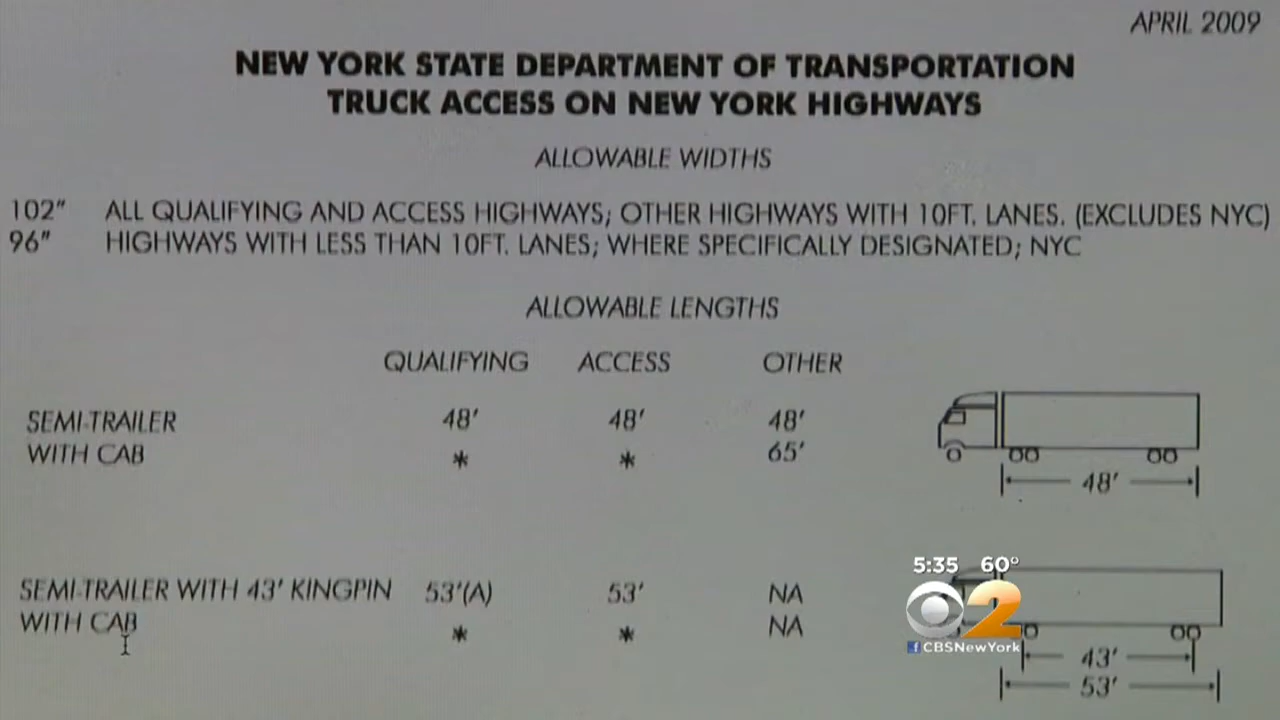 APRIL 2009
NEW YORK STATE DEPARTMENT OF TRANSPORTATION
TRUCK ACCESS ON NEW YORK HIGHWAYS
ALLOWABLE WIDTHS
102" ALL QUALIFYING AND ACCESS HIGHWAYS; OTHER HIGHWAYS WITH 10FT. LANES. (EXCLUDES NYC)
96" HIGHWAYS WITH LESS THAN 10FT. LANES; WHERE SPECIFICALLY DESIGNATED; NYC
ALLOWABLE LENGTHS
QUALIFYING ACCESS OTHER
SEMI-TRAILER 48' 48' 48'
WITH CAB * * 65'
48'
SEMI-TRAILER WITH 43' KINGPIN 53'(A) 53' NA
WITH CAB * * NA
43'
53'
5:35 60°
2
CBSNewYork